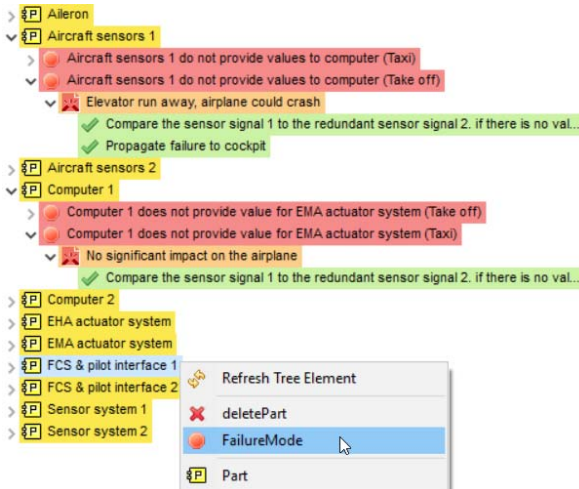 P Aileron
P Aircraft sensors 1
Aircraft sensors 1 do not provide values to computer (Taxi)
Aircraft sensors 1 do not provide values to computer (Take off)
Elevator run away, airplane could crash
Compare the sensor signal 1 to the redundant sensor signal 2. if there is no val...
Propagate failure to cockpit
P Aircraft sensors 2
P Computer 1
Computer 1 does not provide value for EMA actuator system (Take off)
Computer 1 does not provide value for EMA actuator system (Taxi)
No significant impact on the airplane
Compare the sensor signal 1 to the redundant sensor signal 2. if there is no val...
P Computer 2
P EHA actuator system
P EMA actuator system
P FCS & pilot interface 1
P FCS & pilot interface 2
P Sensor system 1
P Sensor system 2
Refresh Tree Element
deletePart
FailureMode
P Part